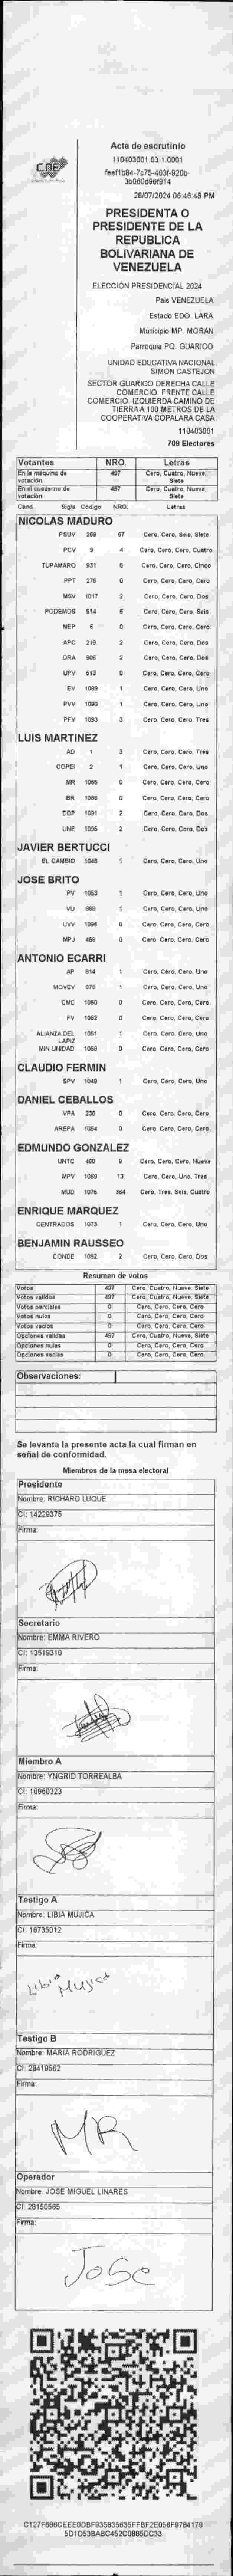 CNE
Acta de escrutinio
110403001.03.1.0001
feef1b84-7c75-463f-920b-
3b060d96f914
28/07/2024 06:46:48 PM
PRESIDENTA O
PRESIDENTE DE LA
REPUBLICA
BOLIVARIANA DE
VENEZUELA
ELECCIÓN PRESIDENCIAL 2024
País VENEZUELA
Estado EDO. LARA
Municipio MP. MORAN
Parroquia PQ. GUARICO
UNIDAD EDUCATIVA NACIONAL
SIMON CASTEJON
SECTOR GUARICO DERECHA CALLE
COMERCIO. FRENTE CALLE
COMERCIO. IZQUIERDA CAMINO DE
TIERRA A 100 METROS DE LA
COOPERATIVA COPALARA CASA
110403001
709 Electores
Votantes NRO. Letras
En la máquina de votación 497 Cero, Cuatro, Nueve, Siete
En el cuaderno de votación 497 Cero, Cuatro, Nueve, Siete
Cand Sigla Código NRO. Letras
NICOLAS MADURO
PSUV 269 67 Cero, Cero, Seis, Siete
PCV 9 4 Cero, Cero, Cero, Cuatro
TUPAMARO 931 5 Cero, Cero, Cero, Cinco
PPT 276 0 Cero, Cero, Cero, Cero
MSV 1017 2 Cero, Cero, Cero, Dos
PODEMOS 514 6 Cero, Cero, Cero, Seis
MEP 6 0 Cero, Cero, Cero, Cero
APC 219 2 Cero, Cero, Cero, Dos
ORA 906 2 Cero, Cero, Cero, Dos
UPV 613 0 Cero, Cero, Cero, Cero
EV 1089 1 Cero, Cero, Cero, Uno
PVV 1090 1 Cero, Cero, Cero, Uno
PFV 1093 3 Cero, Cero, Cero, Tres
LUIS MARTINEZ
AD 1 3 Cero, Cero, Cero, Tres
COPEI 2 1 Cero, Cero, Cero, Uno
MR 1065 0 Cero, Cero, Cero, Cero
BR 1066 0 Cero, Cero, Cero, Cero
DDP 1091 2 Cero, Cero, Cero, Dos
UNE 1095 2 Cero, Cero, Cero, Dos
JAVIER BERTUCCI
EL CAMBIO 1048 1 Cero, Cero, Cero, Uno
JOSE BRITO
PV 1053 1 Cero, Cero, Cero, Uno
VU 968 1 Cero, Cero, Cero, Uno
UVV 1096 0 Cero, Cero, Cero, Cero
MPJ 458 0 Cero, Cero, Cero, Cero
ANTONIO ECARRI
AP 914 1 Cero, Cero, Cero, Uno
MOVEV 978 1 Cero, Cero, Cero, Uno
CMC 1050 0 Cero, Cero, Cero, Cero
FV 1062 0 Cero, Cero, Cero, Cero
ALIANZA DEL LAPIZ 1051 1 Cero, Cero, Cero, Uno
MIN UNIDAD 1069 0 Cero, Cero, Cero, Cero
CLAUDIO FERMIN
SPV 1049 1 Cero, Cero, Cero, Uno
DANIEL CEBALLOS
VPA 236 0 Cero, Cero, Cero, Cero
AREPA 1094 0 Cero, Cero, Cero, Cero
EDMUNDO GONZALEZ
UNTC 460 9 Cero, Cero, Cero, Nueve
MPV 1059 13 Cero, Cero, Uno, Tres
MUD 1076 364 Cero, Tres, Seis, Cuatro
ENRIQUE MARQUEZ
CENTRADOS 1073 1 Cero, Cero, Cero, Uno
BENJAMIN RAUSSEO
CONDE 1092 2 Cero, Cero, Cero, Dos
Resumen de votos
Votos 497 Cero, Cuatro, Nueve, Siete
Votos validos 497 Cero, Cuatro, Nueve, Siete
Votos parciales 0 Cero, Cero, Cero, Cero
Votos nulos 0 Cero, Cero, Cero, Cero
Votos vacios 0 Cero, Cero, Cero, Cero
Opciones validas 497 Cero, Cuatro, Nueve, Siete
Opciones nulas 0 Cero, Cero, Cero, Cero
Opciones vacias 0 Cero, Cero, Cero, Cero
Observaciones:
Se levanta la presente acta la cual firman en
señal de conformidad.
Miembros de la mesa electoral
Presidente
Nombre: RICHARD LUQUE
CI: 14229375
Firma:
Secretario
Nombre: EMMA RIVERO
CI: 13519310
Firma:
Miembro A
Nombre: YNGRID TORREALBA
CI: 10960323
Firma:
Testigo A
Nombre: LIBIA MUJICA
CI: 16735012
Firma:
Libia Mujica
Testigo B
Nombre: MARIA RODRIGUEZ
CI: 28419562
Firma:
MR
Operador
Nombre: JOSE MIGUEL LINARES
CI: 28150565
Firma:
Jose
C127F686CEEE0DBF935835635FFBF2E056F9784179
5D1D53BABC452C0885DC33